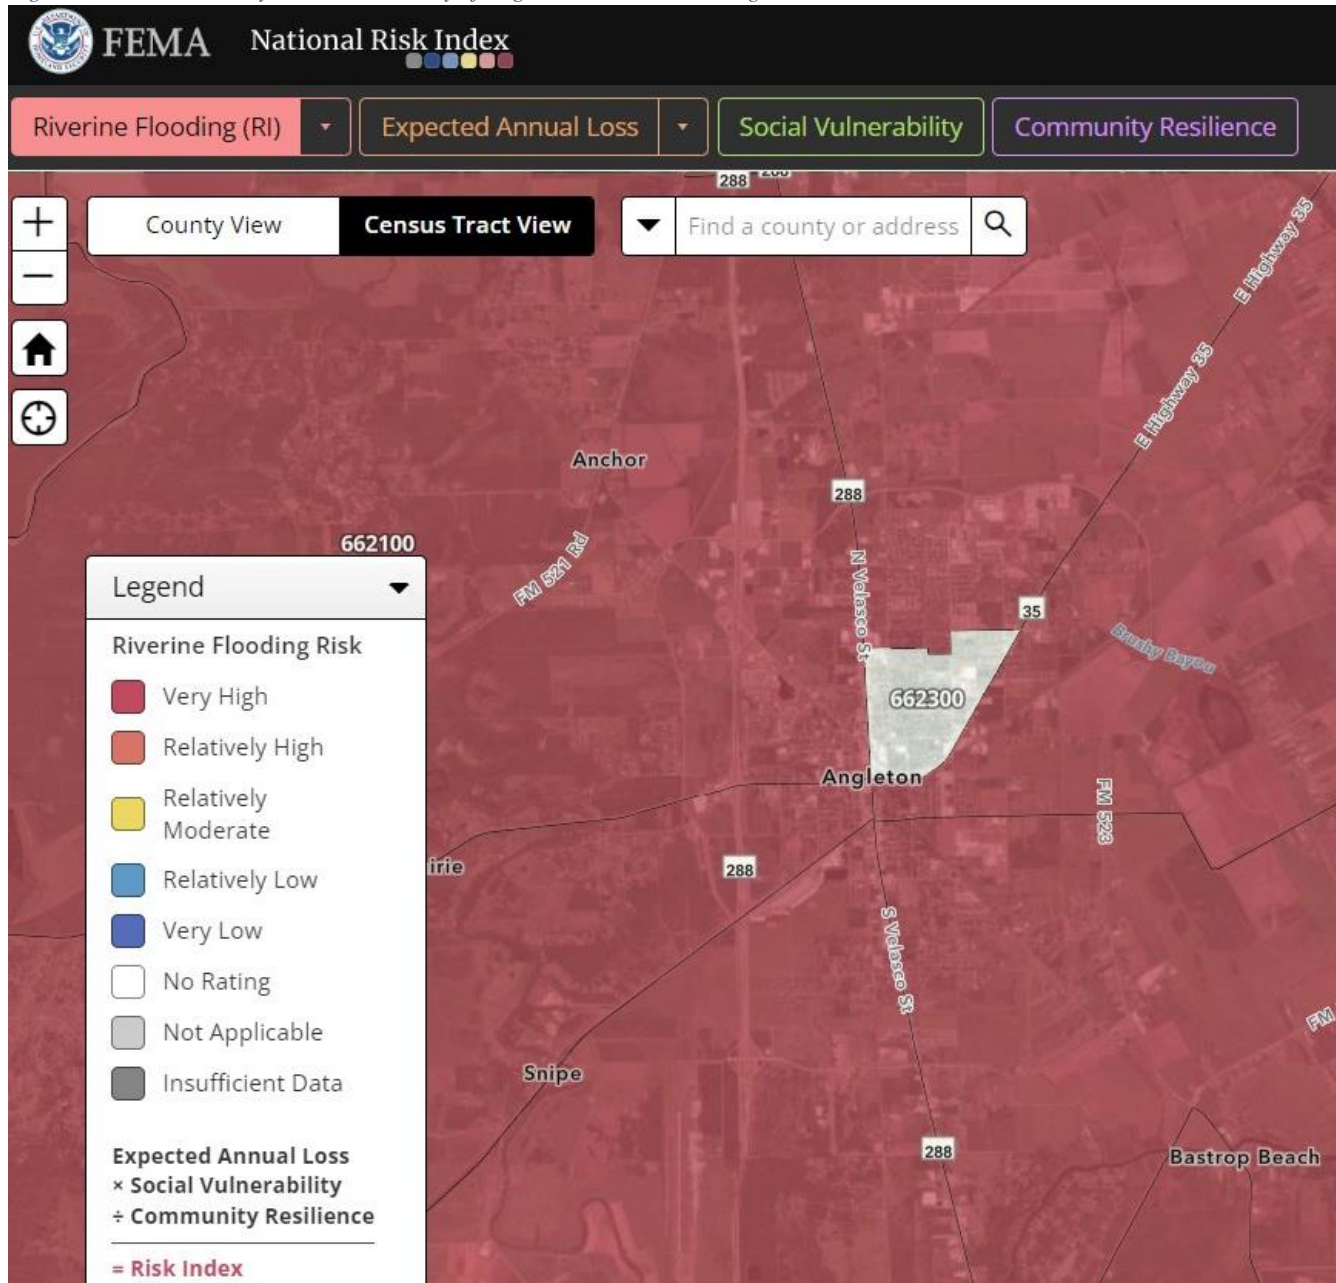 FEMA National Risk Index
Riverine Flooding (RI) Expected Annual Loss Social Vulnerability Community Resilience
288
County View Census Tract View Find a county or address
E Highway 35
E Highway 35
Anchor
288
662100
FM 521 Rd
N Velasco St
35
Brushy Bayou
662300
Angleton
FM 523
irie
288
S Velasco St
FM
Snipe
288
Bastrop Beach
Legend
Riverine Flooding Risk
Very High
Relatively High
Relatively
Moderate
Relatively Low
Very Low
No Rating
Not Applicable
Insufficient Data
Expected Annual Loss
× Social Vulnerability
÷ Community Resilience
= Risk Index